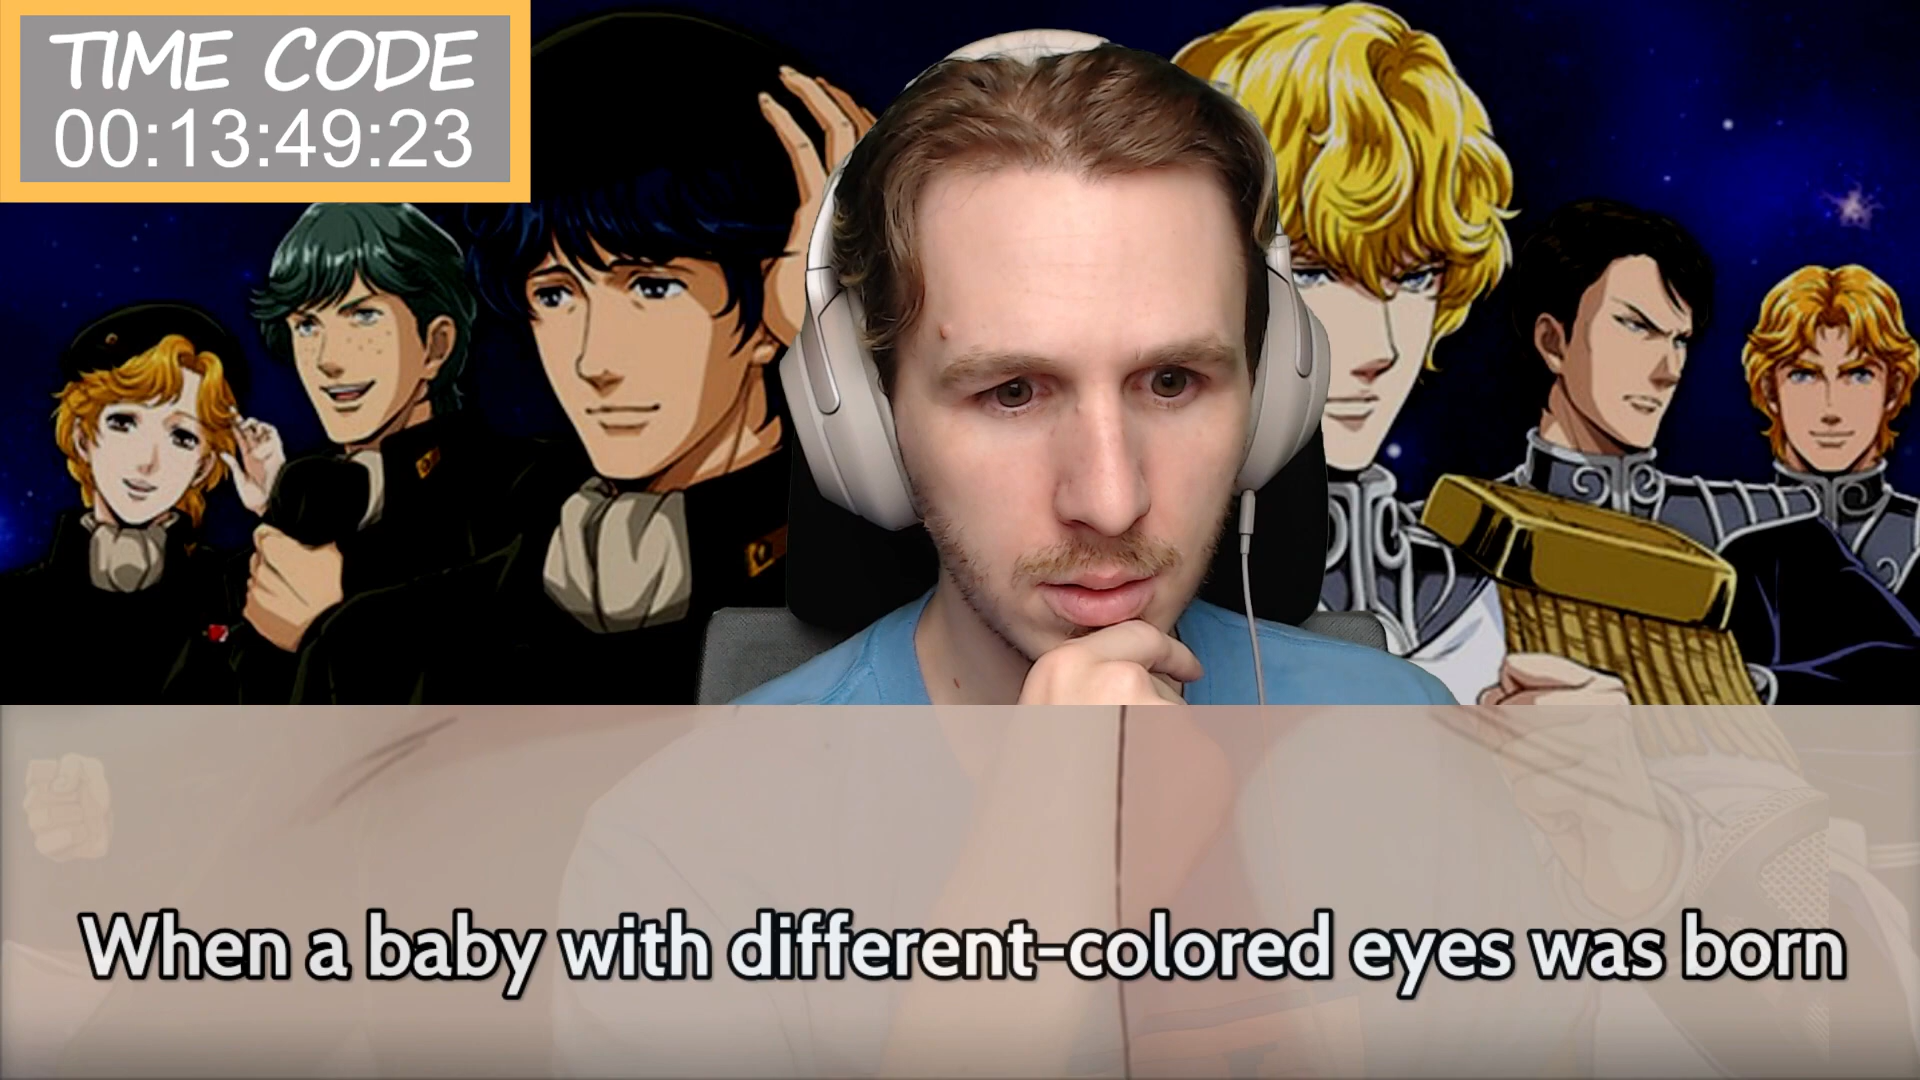 TIME CODE
00:13:49:23
When a baby with different-colored eyes was born